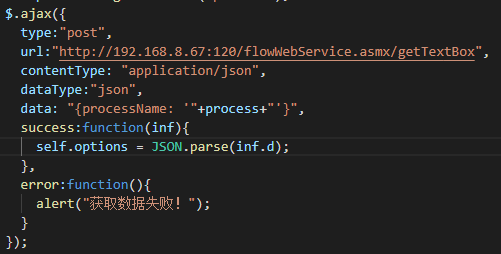 $.ajax({
type:"post",
url:"http://192.168.8.67:120/flowWebService.asmx/getTextBox",
contentType: "application/json",
dataType:"json",
data: "{processName: '"+process+"'}",
success:function(inf){
self.options = JSON.parse(inf.d);
},
error:function(){
alert("获取数据失败！");
}
});